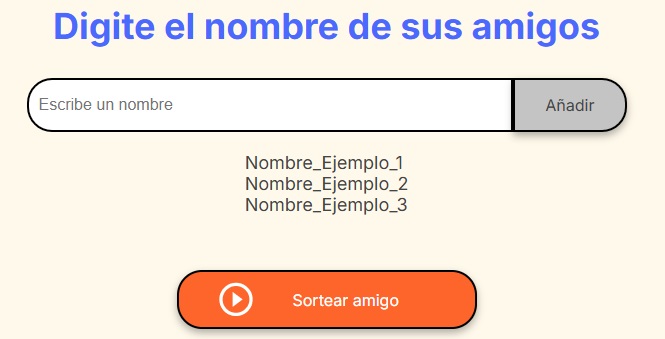 Digite el nombre de sus amigos
Escribe un nombre
Añadir
Nombre_Ejemplo_1
Nombre_Ejemplo_2
Nombre_Ejemplo_3
Sortear amigo